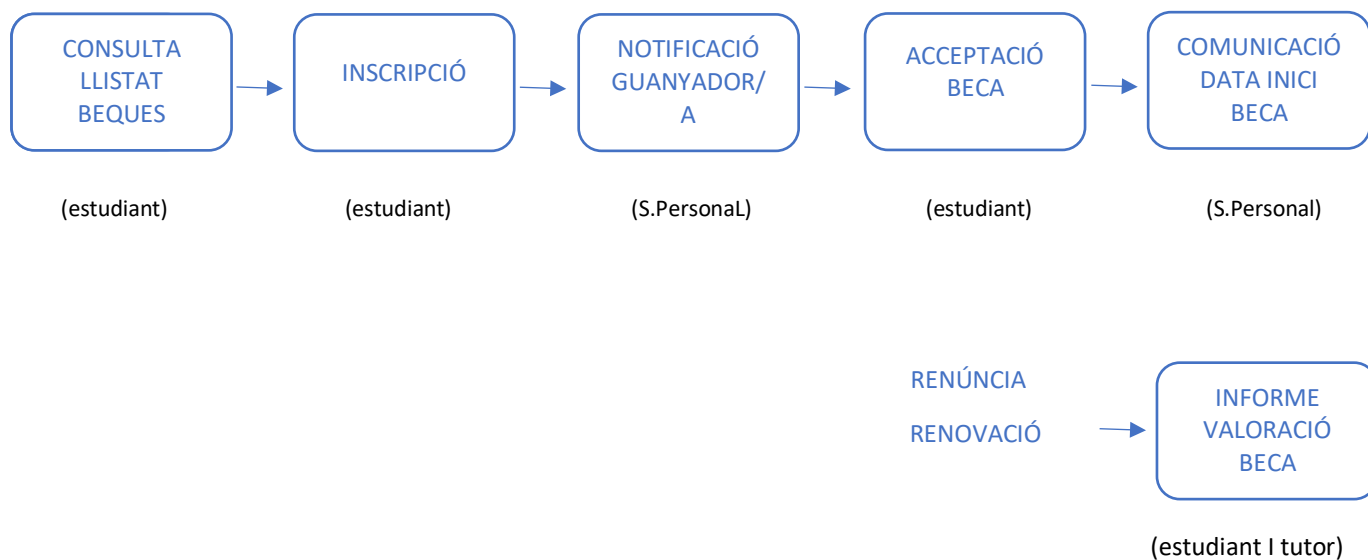 CONSULTA
LLISTAT
BEQUES
INSCRIPCIÓ
NOTIFICACIÓ
GUANYADOR/
A
ACCEPTACIÓ
BECA
COMUNICACIÓ
DATA INICI
BECA
(estudiant)
(estudiant)
(S.PersonaL)
(estudiant)
(S.Personal)
RENÚNCIA
RENOVACIÓ
INFORME
VALORACIÓ
BECA
(estudiant I tutor)